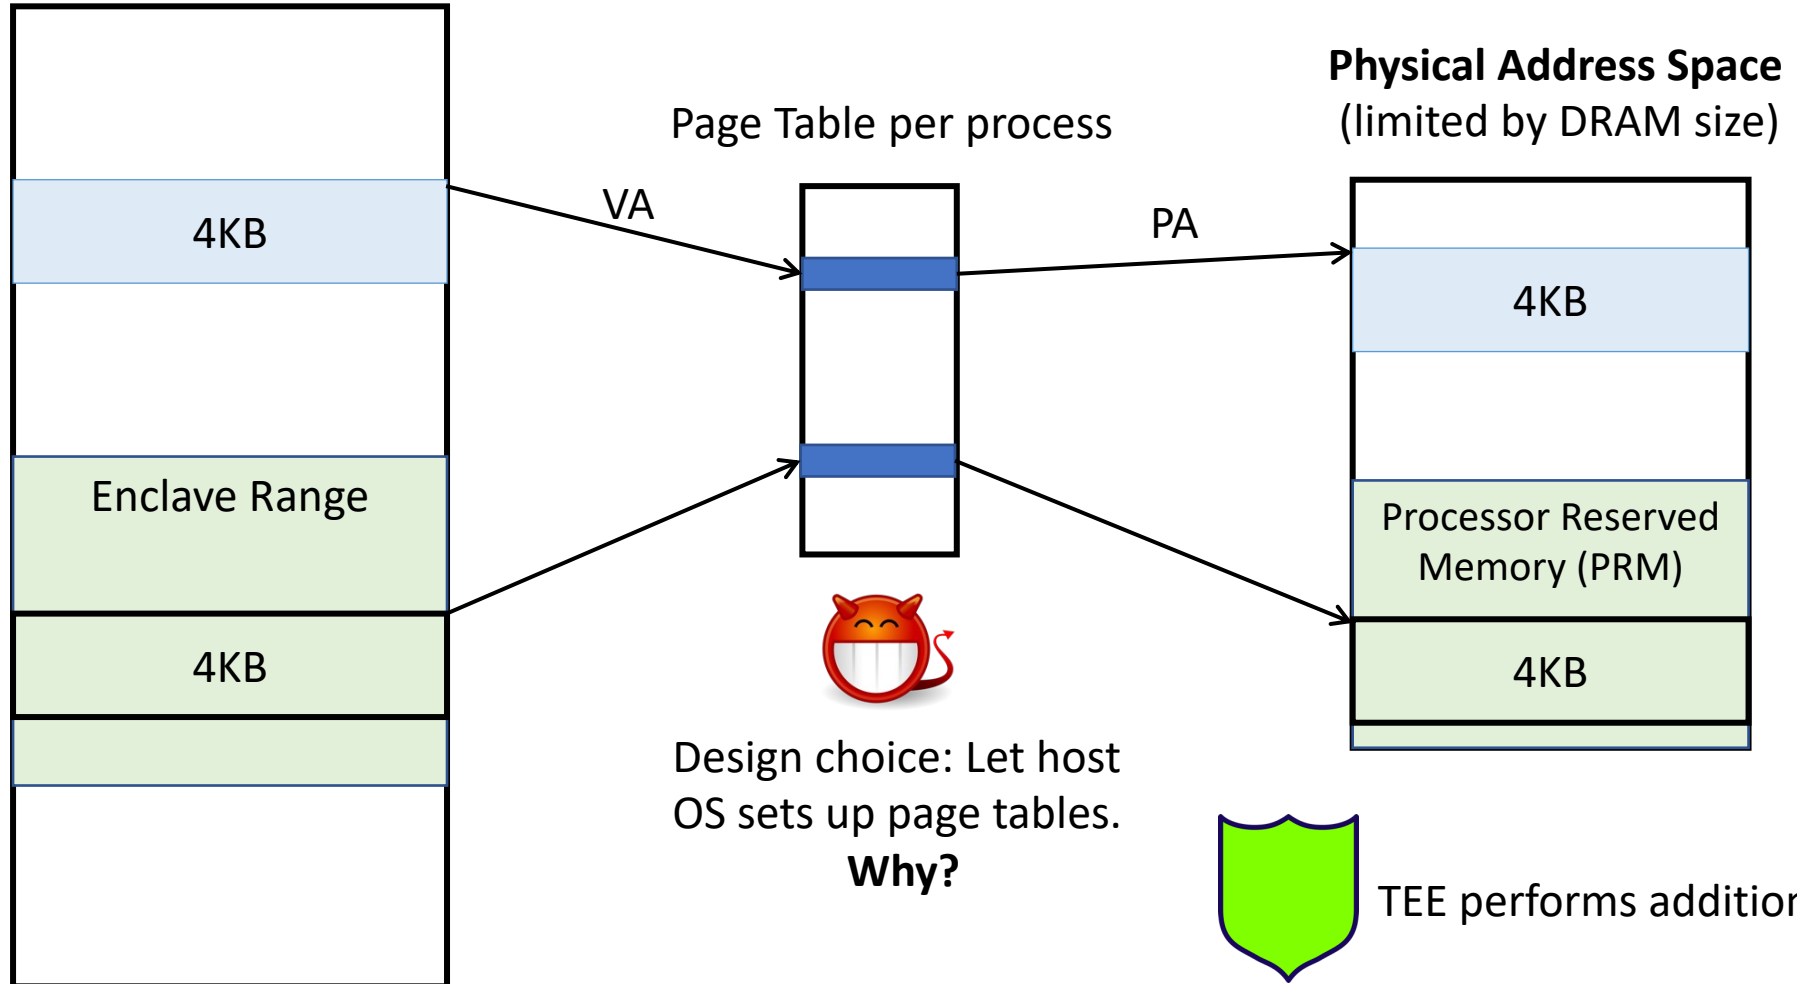 4KB
Enclave Range
4KB
Page Table per process
VA
PA
Design choice: Let host
OS sets up page tables.
Why?
Physical Address Space
(limited by DRAM size)
4KB
Processor Reserved
Memory (PRM)
4KB
TEE performs